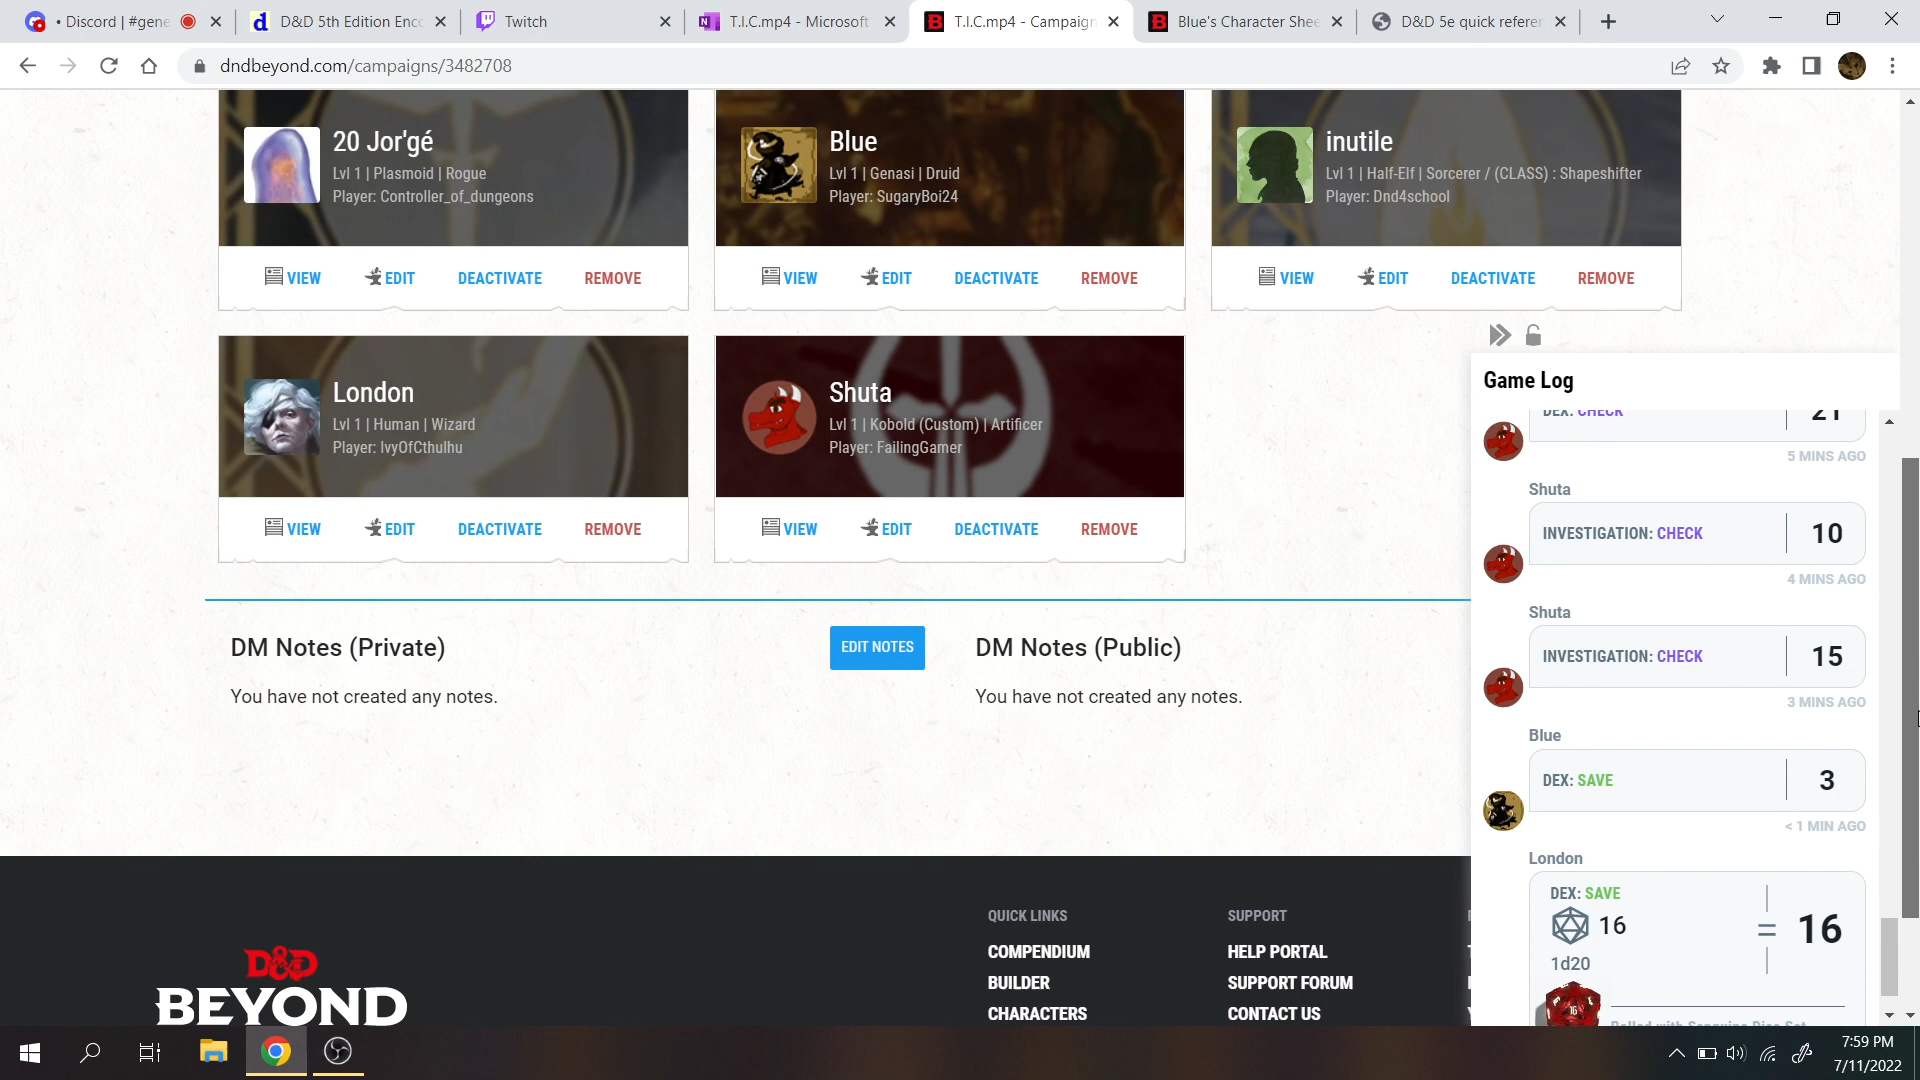 • Discord | #gene
D&D 5th Edition Enc
Twitch
T.I.C.mp4 - Microsoft
T.I.C.mp4 - Campaign
Blue's Character Shee
D&D 5e quick refere
dndbeyond.com/campaigns/3482708
20 Jor'gé
Lvl 1 | Plasmoid | Rogue
Player: Controller_of_dungeons
VIEW EDIT DEACTIVATE REMOVE
Blue
Lvl 1 | Genasi | Druid
Player: SugaryBoi24
VIEW EDIT DEACTIVATE REMOVE
inutile
Lvl 1 | Half-Elf | Sorcerer / (CLASS) : Shapeshifter
Player: Dnd4school
VIEW EDIT DEACTIVATE REMOVE
London
Lvl 1 | Human | Wizard
Player: IvyOfCthulhu
VIEW EDIT DEACTIVATE REMOVE
Shuta
Lvl 1 | Kobold (Custom) | Artificer
Player: FailingGamer
VIEW EDIT DEACTIVATE REMOVE
DM Notes (Private)
EDIT NOTES
You have not created any notes.
DM Notes (Public)
You have not created any notes.
Game Log
DEX: CHECK 21
5 MINS AGO
Shuta
INVESTIGATION: CHECK 10
4 MINS AGO
Shuta
INVESTIGATION: CHECK 15
3 MINS AGO
Blue
DEX: SAVE 3
< 1 MIN AGO
London
DEX: SAVE
16 = 16
1d20
16
D&D
BEYOND
QUICK LINKS
COMPENDIUM
BUILDER
CHARACTERS
SUPPORT
HELP PORTAL
SUPPORT FORUM
CONTACT US
7:59 PM
7/11/2022